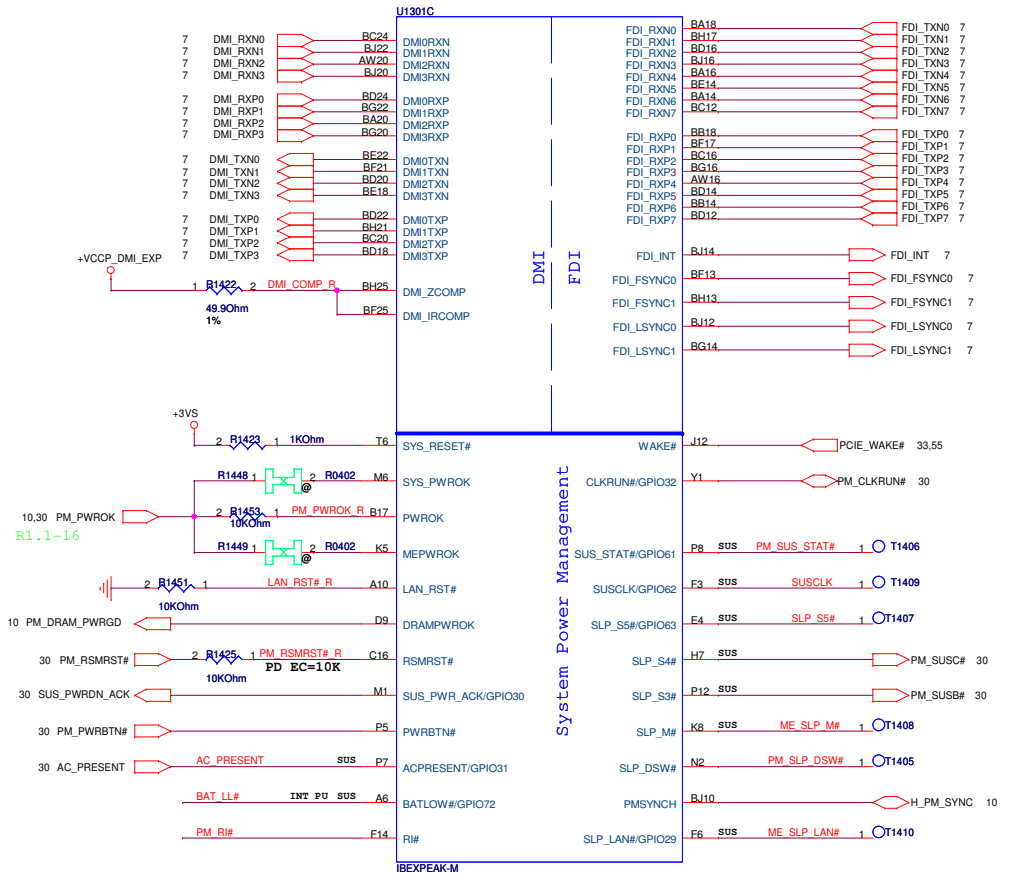 U1301C
7 DMI_RXN0 BC24 DMI0RXN FDI_RXN0 BA18 FDI_TXN0 7
7 DMI_RXN1 BJ22 DMI1RXN FDI_RXN1 BH17 FDI_TXN1 7
7 DMI_RXN2 AW20 DMI2RXN FDI_RXN2 BD16 FDI_TXN2 7
7 DMI_RXN3 BJ20 DMI3RXN FDI_RXN3 BJ16 FDI_TXN3 7
FDI_RXN4 BA16 FDI_TXN4 7
FDI_RXN5 BE14 FDI_TXN5 7
7 DMI_RXP0 BD24 DMI0RXP FDI_RXN6 BA14 FDI_TXN6 7
7 DMI_RXP1 BG22 DMI1RXP FDI_RXN7 BC12 FDI_TXN7 7
7 DMI_RXP2 BA20 DMI2RXP
7 DMI_RXP3 BG20 DMI3RXP FDI_RXP0 BB18 FDI_TXP0 7
FDI_RXP1 BF17 FDI_TXP1 7
7 DMI_TXN0 BE22 DMI0TXN FDI_RXP2 BC16 FDI_TXP2 7
7 DMI_TXN1 BF21 DMI1TXN FDI_RXP3 BG16 FDI_TXP3 7
7 DMI_TXN2 BD20 DMI2TXN FDI_RXP4 AW16 FDI_TXP4 7
7 DMI_TXN3 BE18 DMI3TXN FDI_RXP5 BD14 FDI_TXP5 7
FDI_RXP6 BB14 FDI_TXP6 7
7 DMI_TXP0 BD22 DMI0TXP FDI_RXP7 BD12 FDI_TXP7 7
7 DMI_TXP1 BH21 DMI1TXP
7 DMI_TXP2 BC20 DMI2TXP
7 DMI_TXP3 BD18 DMI3TXP FDI_INT BJ14 FDI_INT 7
+VCCP_DMI_EXP
DMI FDI
FDI_FSYNC0 BF13 FDI_FSYNC0 7
1 R1422 2 DMI_COMP_R BH25 DMI_ZCOMP
49.9Ohm
1%
FDI_FSYNC1 BH13 FDI_FSYNC1 7
BF25 DMI_IRCOMP
FDI_LSYNC0 BJ12 FDI_LSYNC0 7
FDI_LSYNC1 BG14 FDI_LSYNC1 7
+3VS
2 R1423 1 1KOhm T6 SYS_RESET# WAKE# J12 PCIE_WAKE# 33,55
R1448 1 2 R0402 M6 SYS_PWROK CLKRUN#/GPIO32 Y1 PM_CLKRUN# 30
@
10,30 PM_PWROK 2 R1453 1 PM_PWROK_R B17 PWROK
10KOhm
R1.1-16
R1449 1 2 R0402 K5 MEPWROK SUS_STAT#/GPIO61 P8 SUS PM_SUS_STAT# 1 T1406
@
2 R1451 1 LAN_RST#_R A10 LAN_RST# SUSCLK/GPIO62 F3 SUS SUSCLK 1 T1409
10KOhm
10 PM_DRAM_PWRGD D9 DRAMPWROK SLP_S5#/GPIO63 E4 SUS SLP_S5# 1 T1407
30 PM_RSMRST# 2 R1425 1 PM_RSMRST#_R C16 RSMRST# SLP_S4# H7 SUS PM_SUSC# 30
10KOhm PD EC=10K
30 SUS_PWRDN_ACK M1 SUS_PWR_ACK/GPIO30 SLP_S3# P12 SUS PM_SUSB# 30
30 PM_PWRBTN# P5 PWRBTN# SLP_M# K8 SUS ME_SLP_M# 1 T1408
30 AC_PRESENT AC_PRESENT SUS P7 ACPRESENT/GPIO31 SLP_DSW# N2 PM_SLP_DSW# 1 T1405
BAT_LL# INT PU SUS A6 BATLOW#/GPIO72 PMSYNCH BJ10 H_PM_SYNC 10
PM_RI# F14 RI# SLP_LAN#/GPIO29 F6 SUS ME_SLP_LAN# 1 T1410
System Power Management
IBEXPEAK-M